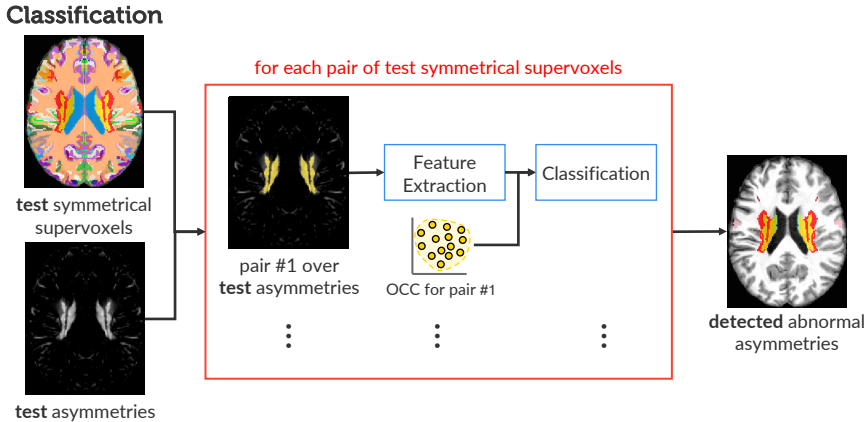 Classification
for each pair of test symmetrical supervoxels
test symmetrical
supervoxels
test asymmetries
pair #1 over
test asymmetries
Feature
Extraction
Classification
OCC for pair #1
detected abnormal
asymmetries